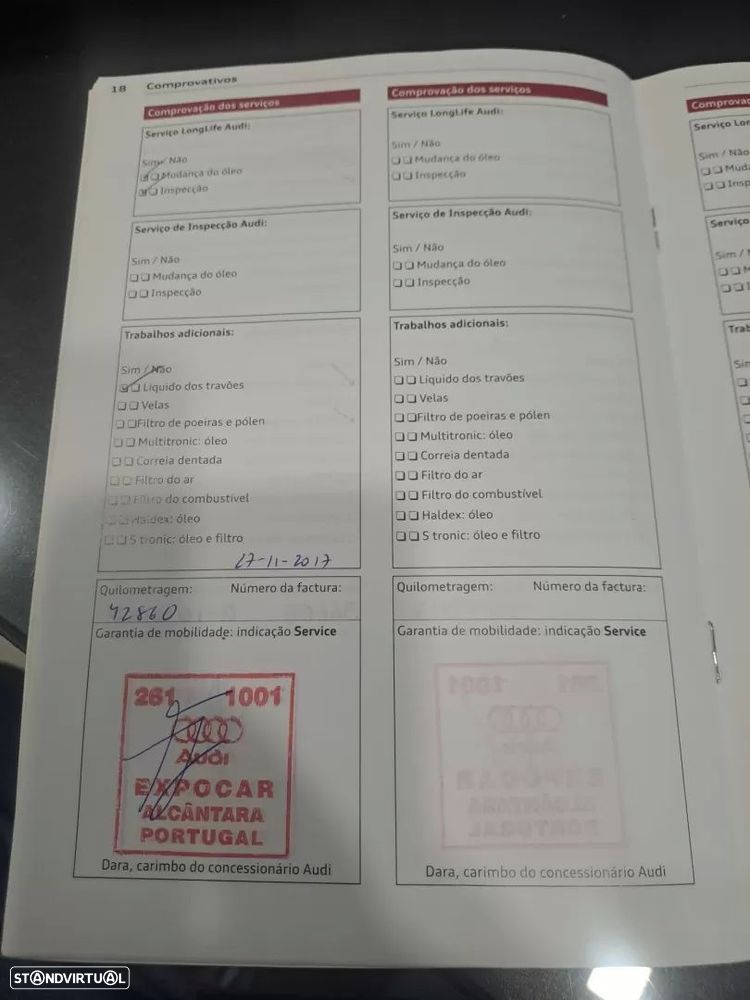 18 Comprovativos
Comprovação dos serviços
Serviço LongLife Audi:
Sim / Não
Mudança do óleo
Inspecção
Serviço de Inspecção Audi:
Sim / Não
Mudança do óleo
Inspecção
Trabalhos adicionais:
Sim / Não
Líquido dos travões
Velas
Filtro de poeiras e pólen
Multitronic: óleo
Correia dentada
Filtro do ar
Filtro do combustível
Haldex: óleo
S tronic: óleo e filtro
27-11-2017
Quilometragem: Número da factura:
42860
Garantia de mobilidade: indicação Service
261 1001
Audi
EXPOCAR
ALCÂNTARA
PORTUGAL
Dara, carimbo do concessionário Audi
Comprovação dos serviços
Serviço LongLife Audi:
Sim / Não
Mudança do óleo
Inspecção
Serviço de Inspecção Audi:
Sim / Não
Mudança do óleo
Inspecção
Trabalhos adicionais:
Sim / Não
Líquido dos travões
Velas
Filtro de poeiras e pólen
Multitronic: óleo
Correia dentada
Filtro do ar
Filtro do combustível
Haldex: óleo
S tronic: óleo e filtro
Quilometragem: Número da factura:
Garantia de mobilidade: indicação Service
Dara, carimbo do concessionário Audi
Sim / Não
STANDVIRTUAL